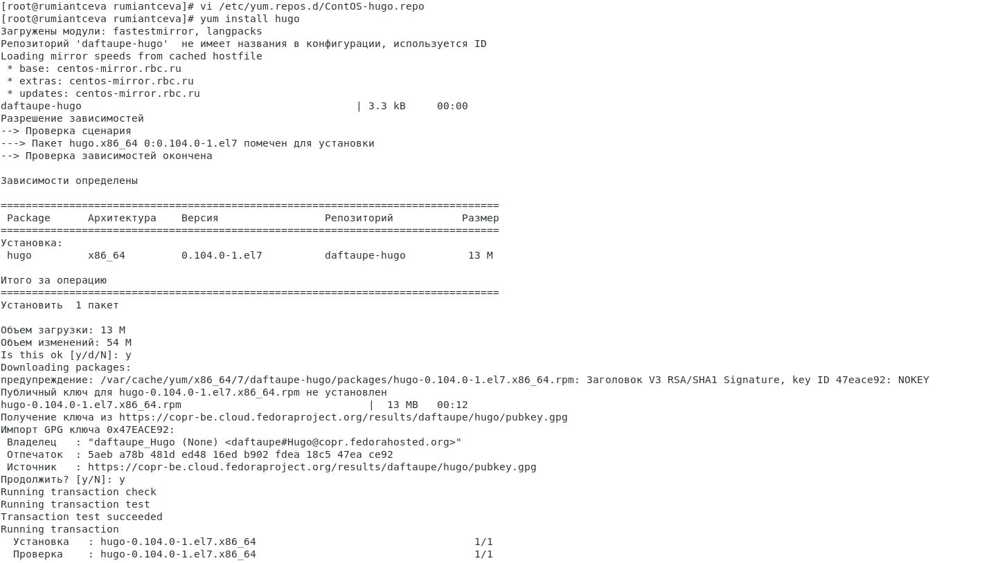 [root@rumiantceva rumiantceva]# vi /etc/yum.repos.d/ContOS-hugo.repo
[root@rumiantceva rumiantceva]# yum install hugo
Загружены модули: fastestmirror, langpacks
Репозиторий 'daftaupe-hugo'  не имеет названия в конфигурации, используется ID
Loading mirror speeds from cached hostfile
 * base: centos-mirror.rbc.ru
 * extras: centos-mirror.rbc.ru
 * updates: centos-mirror.rbc.ru
daftaupe-hugo                                            | 3.3 kB     00:00
Разрешение зависимостей
--> Проверка сценария
---> Пакет hugo.x86_64 0:0.104.0-1.el7 помечен для установки
--> Проверка зависимостей окончена

Зависимости определены

================================================================================
 Package      Архитектура    Версия                 Репозиторий           Размер
================================================================================
Установка:
 hugo         x86_64         0.104.0-1.el7          daftaupe-hugo          13 M

Итого за операцию
================================================================================
Установить  1 пакет

Объем загрузки: 13 M
Объем изменений: 54 M
Is this ok [y/d/N]: y
Downloading packages:
предупреждение: /var/cache/yum/x86_64/7/daftaupe-hugo/packages/hugo-0.104.0-1.el7.x86_64.rpm: Заголовок V3 RSA/SHA1 Signature, key ID 47eace92: NOKEY
Публичный ключ для hugo-0.104.0-1.el7.x86_64.rpm не установлен
hugo-0.104.0-1.el7.x86_64.rpm                              |  13 MB   00:12
Получение ключа из https://copr-be.cloud.fedoraproject.org/results/daftaupe/hugo/pubkey.gpg
Импорт GPG ключа 0x47EACE92:
 Владелец   : "daftaupe_Hugo (None) <daftaupe#Hugo@copr.fedorahosted.org>"
 Отпечаток  : 5aeb a78b 481d ed48 16ed b902 fdea 18c5 47ea ce92
 Источник   : https://copr-be.cloud.fedoraproject.org/results/daftaupe/hugo/pubkey.gpg
Продолжить? [y/N]: y
Running transaction check
Running transaction test
Transaction test succeeded
Running transaction
  Установка   : hugo-0.104.0-1.el7.x86_64                                   1/1
  Проверка    : hugo-0.104.0-1.el7.x86_64                                   1/1